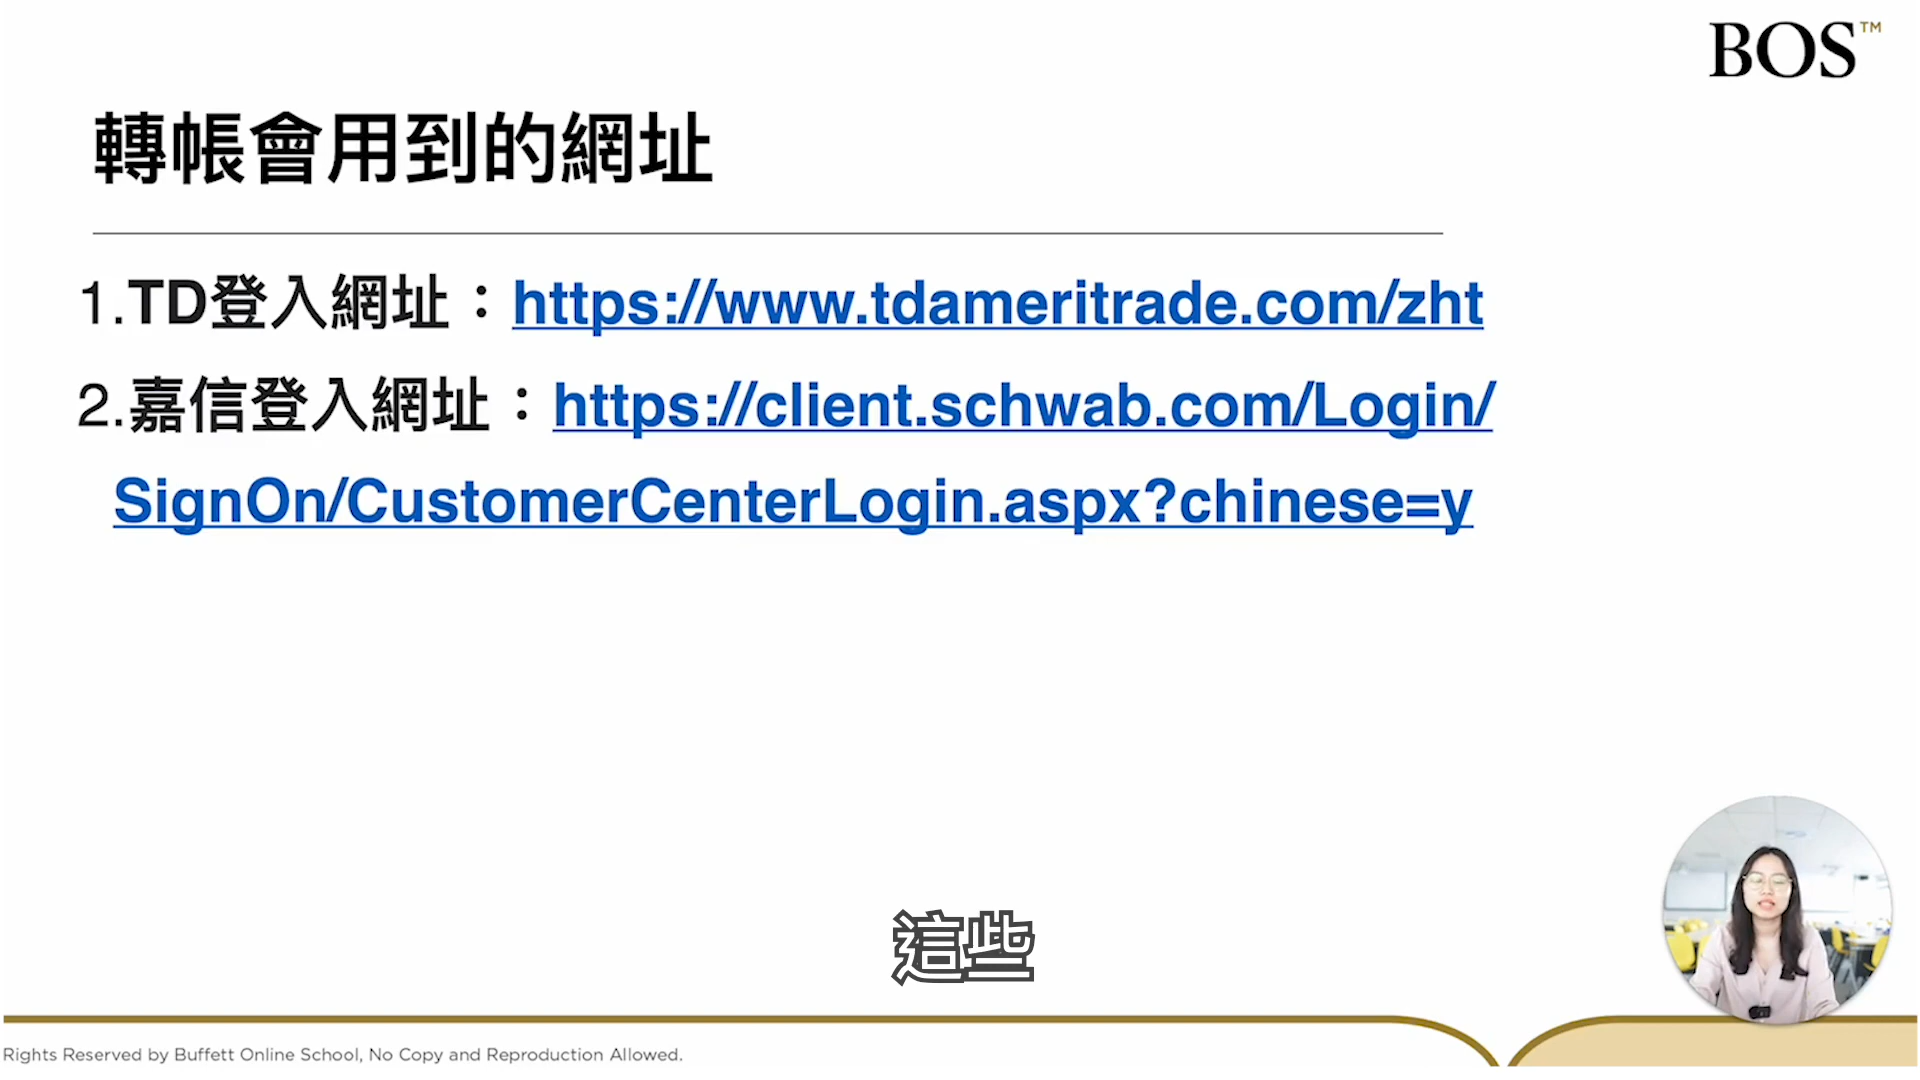 BOS™
轉帳會用到的網址
1.TD登入網址：https://www.tdameritrade.com/zht
2.嘉信登入網址：https://client.schwab.com/Login/
SignOn/CustomerCenterLogin.aspx?chinese=y
這些
Rights Reserved by Buffett Online School, No Copy and Reproduction Allowed.